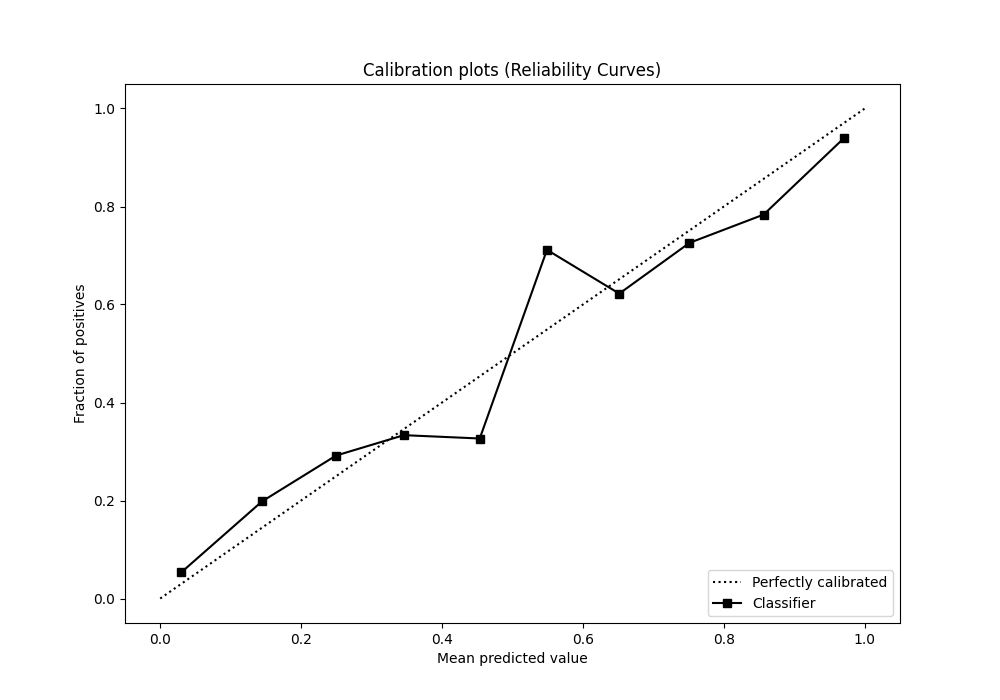 Calibration plots (Reliability Curves)
1.0
0.8
0.6
0.4
0.2
0.0
Fraction of positives
Perfectly calibrated
Classifier
0.0 0.2 0.4 0.6 0.8 1.0
Mean predicted value